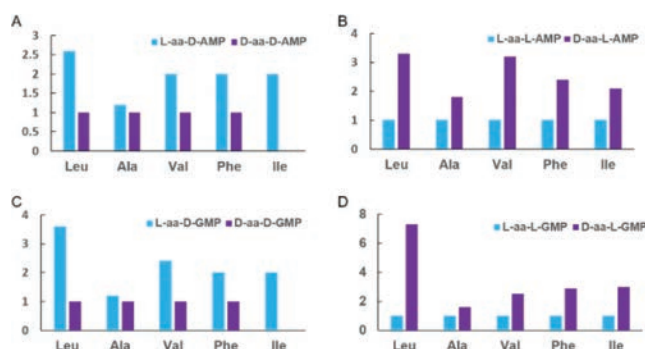 A
L-aa-D-AMP D-aa-D-AMP
3
2.5
2
1.5
1
0.5
0
Leu Ala Val Phe Ile
B
L-aa-L-AMP D-aa-L-AMP
4
3
2
1
0
Leu Ala Val Phe Ile
C
L-aa-D-GMP D-aa-D-GMP
4
3
2
1
0
Leu Ala Val Phe Ile
D
L-aa-L-GMP D-aa-L-GMP
8
6
4
2
0
Leu Ala Val Phe Ile